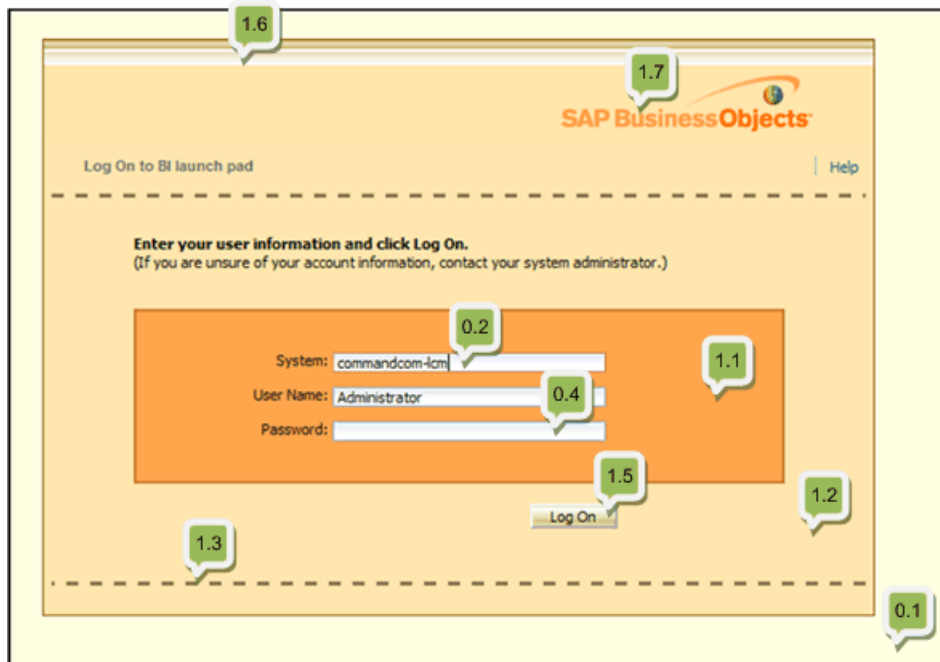 1.6
1.7
SAP BusinessObjects
Log On to BI launch pad
Help
Enter your user information and click Log On.
(If you are unsure of your account information, contact your system administrator.)
0.2
System: commandcom-lcm
1.1
User Name: Administrator
0.4
Password:
1.5
Log On
1.2
1.3
0.1